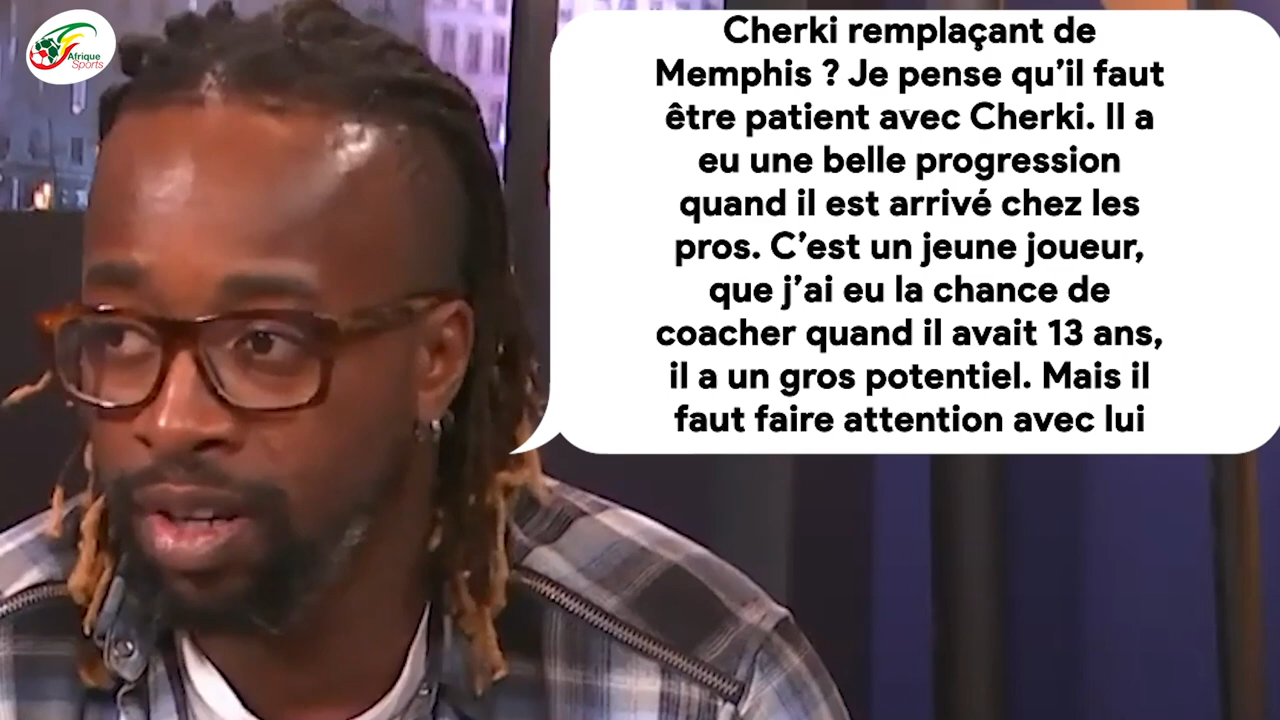 Afrique
Sports
Cherki remplaçant de
Memphis ? Je pense qu’il faut
être patient avec Cherki. Il a
eu une belle progression
quand il est arrivé chez les
pros. C’est un jeune joueur,
que j’ai eu la chance de
coacher quand il avait 13 ans,
il a un gros potentiel. Mais il
faut faire attention avec lui